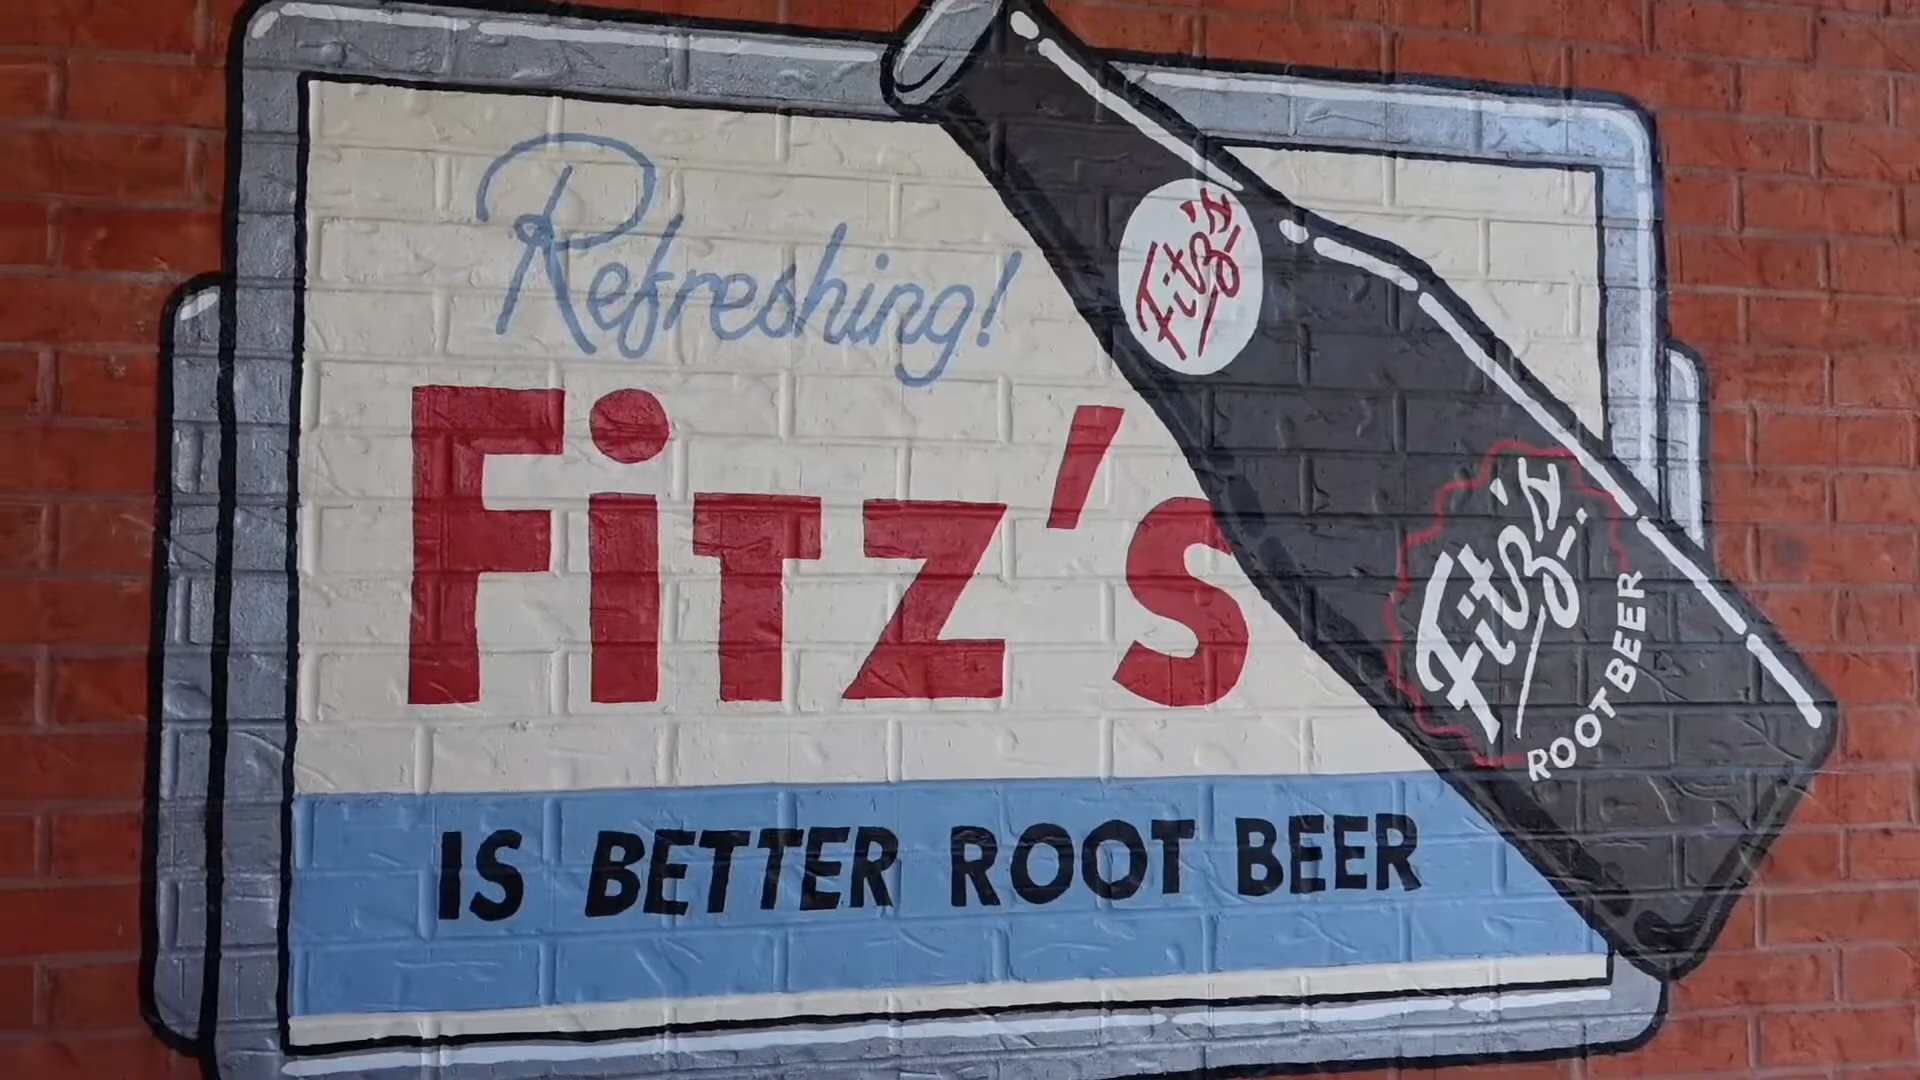 Refreshing!
Fitz's
IS BETTER ROOT BEER
Fitz's
Fitz's
ROOT BEER